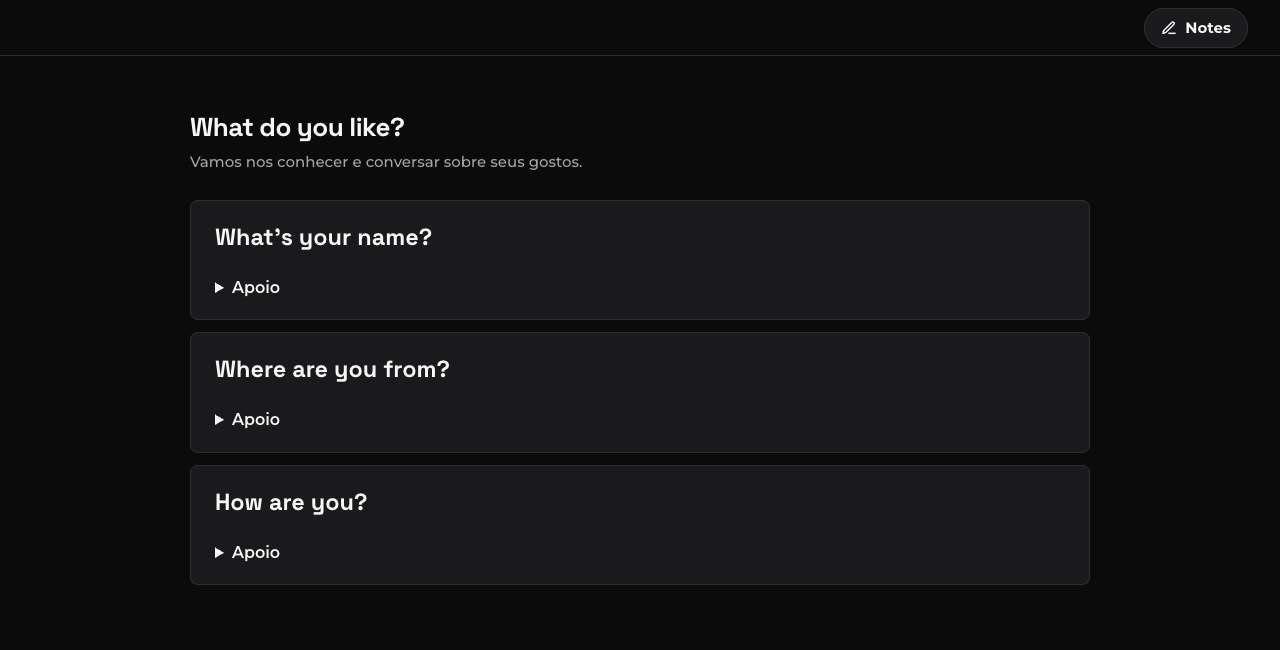 Notes
What do you like?
Vamos nos conhecer e conversar sobre seus gostos.
What's your name?
Apoio
Where are you from?
Apoio
How are you?
Apoio